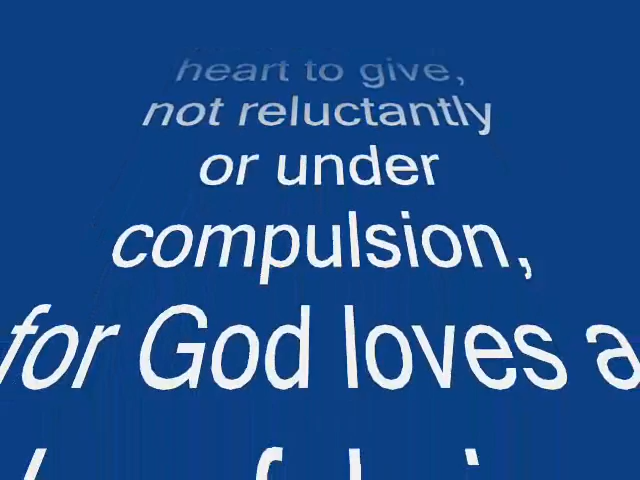 heart to give,
not reluctantly
or under
compulsion,
for God loves a